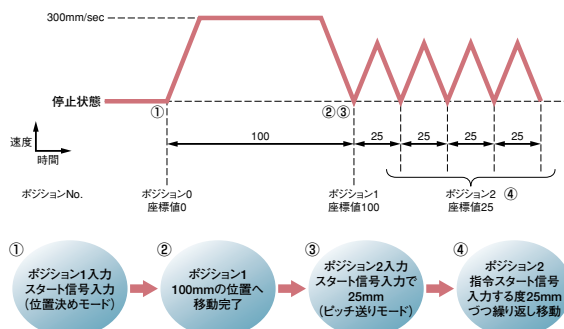 300mm/sec
停止状態
①
②③
速度
時間
100
25
25
25
25
ポジションNo.
ポジション0
座標値0
ポジション1
座標値100
ポジション2
座標値25
④
①
ポジション1入力
スタート信号入力
(位置決めモード)
②
ポジション1
100mmの位置へ
移動完了
③
ポジション2入力
スタート信号入力で
25mm
(ピッチ送りモード)
④
ポジション2
指令スタート信号
入力する度25mm
づつ繰り返し移動